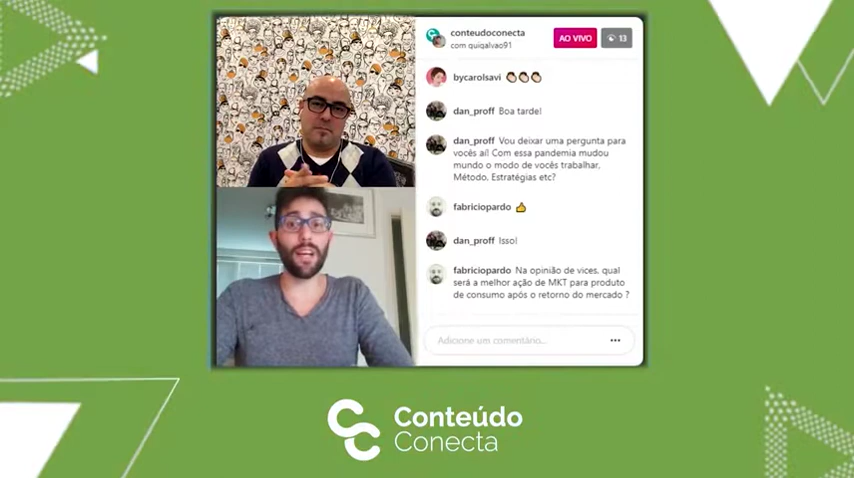 conteudoconecta
com quiqalvao91
AO VIVO
13
bycarolsavi
dan_proff Boa tarde!
dan_proff Vou deixar uma pergunta para
vocês ai! Com essa pandemia mudou
mundo o modo de vocês trabalhar,
Método, Estratégias etc?
fabriciopardo
dan_proff Isso!
fabriciopardo Na opinião de vices, qual
será a melhor ação de MKT para produto
de consumo após o retorno do mercado ?
Adicione um comentário...
Conteúdo
Conecta